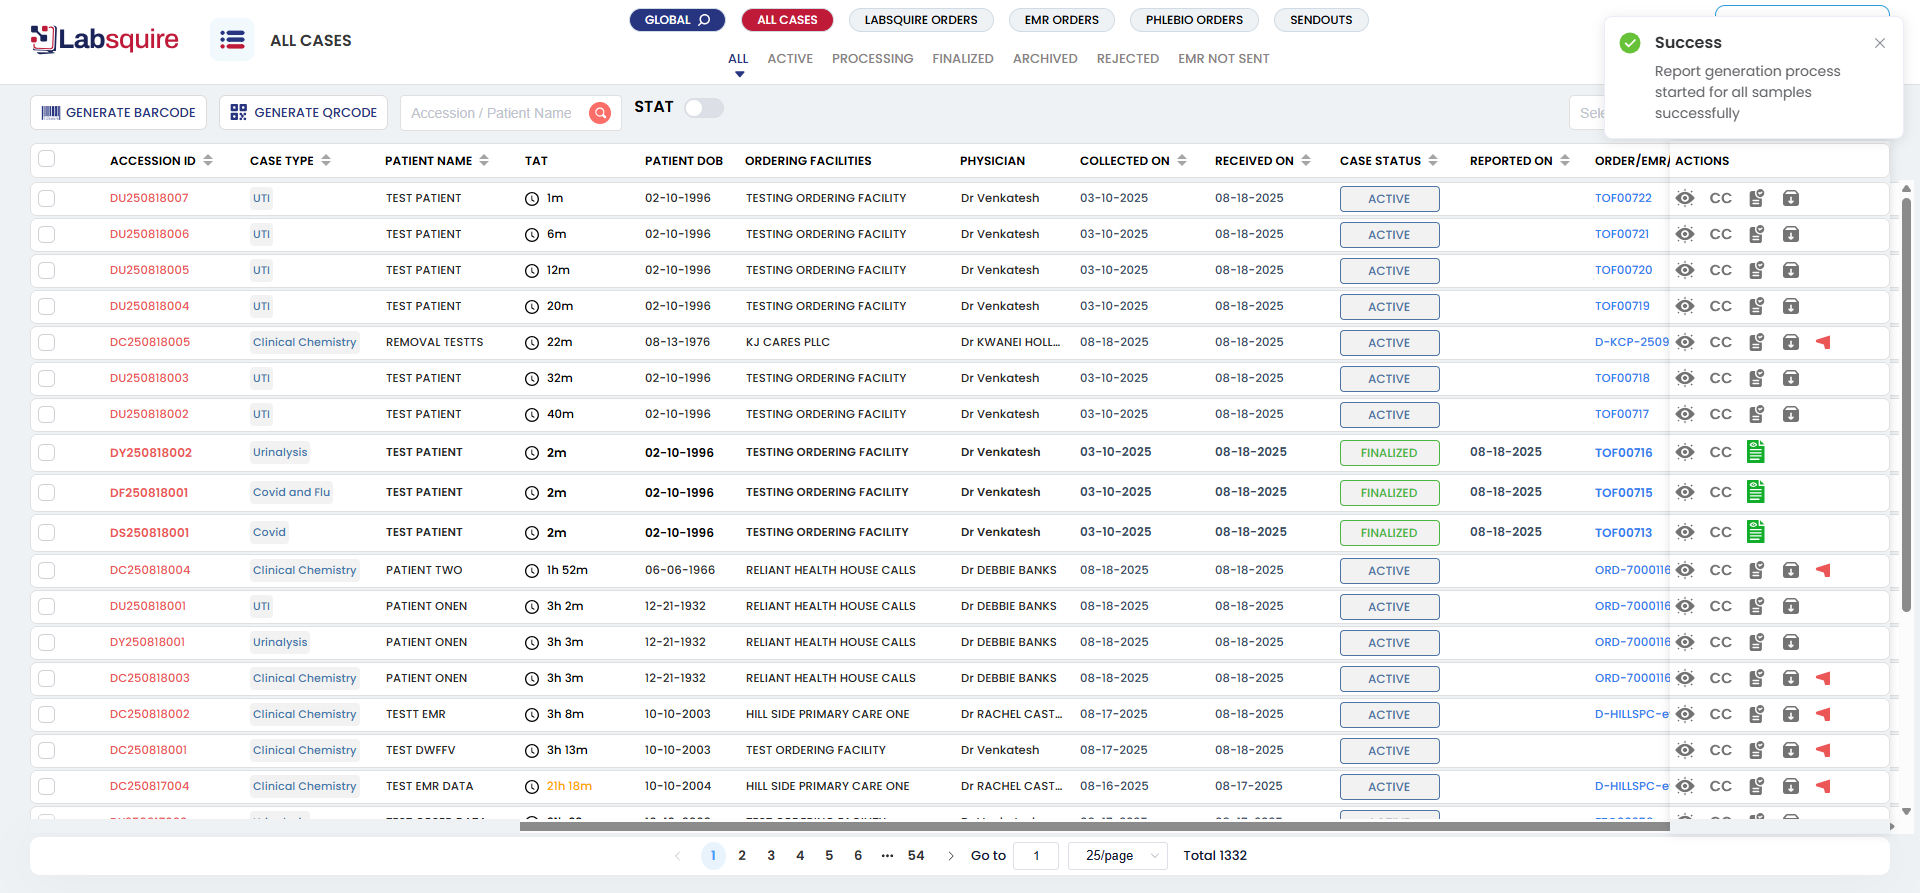 Labsquire
ALL CASES
GLOBAL ALL CASES LABSQUIRE ORDERS EMR ORDERS PHLEBIO ORDERS SENDOUTS
ALL ACTIVE PROCESSING FINALIZED ARCHIVED REJECTED EMR NOT SENT
Success
Report generation process
started for all samples
successfully
GENERATE BARCODE GENERATE QRCODE Accession / Patient Name STAT
ACCESSION ID CASE TYPE PATIENT NAME TAT PATIENT DOB ORDERING FACILITIES PHYSICIAN COLLECTED ON RECEIVED ON CASE STATUS REPORTED ON ORDER/EMR/ ACTIONS
DU250818007 UTI TEST PATIENT 1m 02-10-1996 TESTING ORDERING FACILITY Dr Venkatesh 03-10-2025 08-18-2025 ACTIVE TOF00722 CC
DU250818006 UTI TEST PATIENT 6m 02-10-1996 TESTING ORDERING FACILITY Dr Venkatesh 03-10-2025 08-18-2025 ACTIVE TOF00721 CC
DU250818005 UTI TEST PATIENT 12m 02-10-1996 TESTING ORDERING FACILITY Dr Venkatesh 03-10-2025 08-18-2025 ACTIVE TOF00720 CC
DU250818004 UTI TEST PATIENT 20m 02-10-1996 TESTING ORDERING FACILITY Dr Venkatesh 03-10-2025 08-18-2025 ACTIVE TOF00719 CC
DC250818005 Clinical Chemistry REMOVAL TESTTS 22m 08-13-1976 KJ CARES PLLC Dr KWANEI HOLL... 08-18-2025 08-18-2025 ACTIVE D-KCP-2509 CC
DU250818003 UTI TEST PATIENT 32m 02-10-1996 TESTING ORDERING FACILITY Dr Venkatesh 03-10-2025 08-18-2025 ACTIVE TOF00718 CC
DU250818002 UTI TEST PATIENT 40m 02-10-1996 TESTING ORDERING FACILITY Dr Venkatesh 03-10-2025 08-18-2025 ACTIVE TOF00717 CC
DY250818002 Urinalysis TEST PATIENT 2m 02-10-1996 TESTING ORDERING FACILITY Dr Venkatesh 03-10-2025 08-18-2025 FINALIZED 08-18-2025 TOF00716 CC
DF250818001 Covid and Flu TEST PATIENT 2m 02-10-1996 TESTING ORDERING FACILITY Dr Venkatesh 03-10-2025 08-18-2025 FINALIZED 08-18-2025 TOF00715 CC
DS250818001 Covid TEST PATIENT 2m 02-10-1996 TESTING ORDERING FACILITY Dr Venkatesh 03-10-2025 08-18-2025 FINALIZED 08-18-2025 TOF00713 CC
DC250818004 Clinical Chemistry PATIENT TWO 1h 52m 06-06-1966 RELIANT HEALTH HOUSE CALLS Dr DEBBIE BANKS 08-18-2025 08-18-2025 ACTIVE ORD-7000116 CC
DU250818001 UTI PATIENT ONEN 3h 2m 12-21-1932 RELIANT HEALTH HOUSE CALLS Dr DEBBIE BANKS 08-18-2025 08-18-2025 ACTIVE ORD-7000116 CC
DY250818001 Urinalysis PATIENT ONEN 3h 3m 12-21-1932 RELIANT HEALTH HOUSE CALLS Dr DEBBIE BANKS 08-18-2025 08-18-2025 ACTIVE ORD-7000116 CC
DC250818003 Clinical Chemistry PATIENT ONEN 3h 3m 12-21-1932 RELIANT HEALTH HOUSE CALLS Dr DEBBIE BANKS 08-18-2025 08-18-2025 ACTIVE ORD-7000116 CC
DC250818002 Clinical Chemistry TESTT EMR 3h 8m 10-10-2003 HILL SIDE PRIMARY CARE ONE Dr RACHEL CAST... 08-17-2025 08-18-2025 ACTIVE D-HILLSPC-e CC
DC250818001 Clinical Chemistry TEST DWFFV 3h 13m 10-10-2003 TEST ORDERING FACILITY Dr Venkatesh 08-17-2025 08-18-2025 ACTIVE CC
DC250817004 Clinical Chemistry TEST EMR DATA 21h 18m 10-10-2004 HILL SIDE PRIMARY CARE ONE Dr RACHEL CAST... 08-16-2025 08-17-2025 ACTIVE D-HILLSPC-e CC
1 2 3 4 5 6 ••• 54 Go to 1 25/page Total 1332